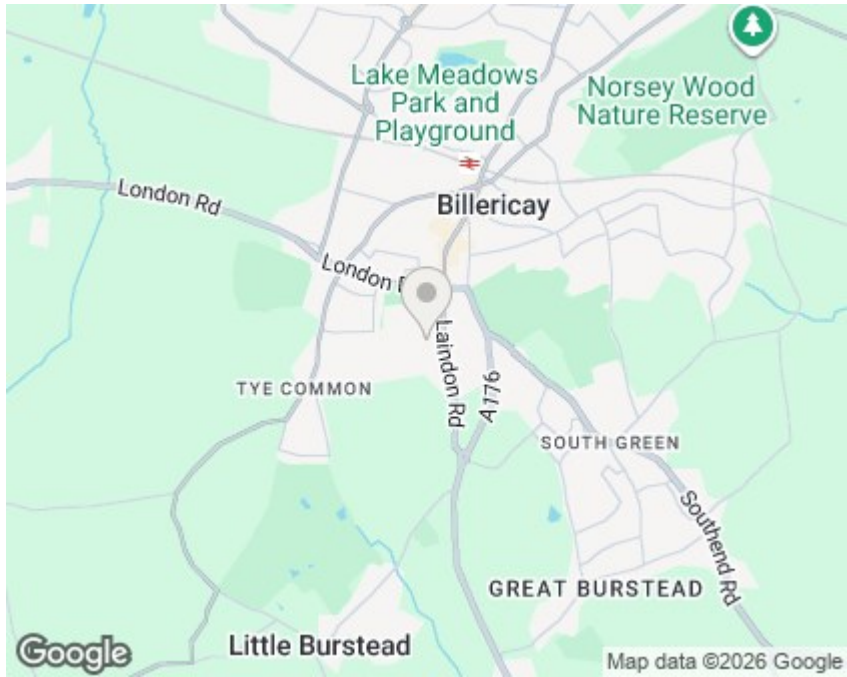 Lake Meadows
Park and
Playground
Norsey Wood
Nature Reserve
London Rd
Billericay
London
Laindon Rd
A176
TYE COMMON
SOUTH GREEN
Southend Rd
GREAT BURSTEAD
Little Burstead
Google
Map data ©2026 Google